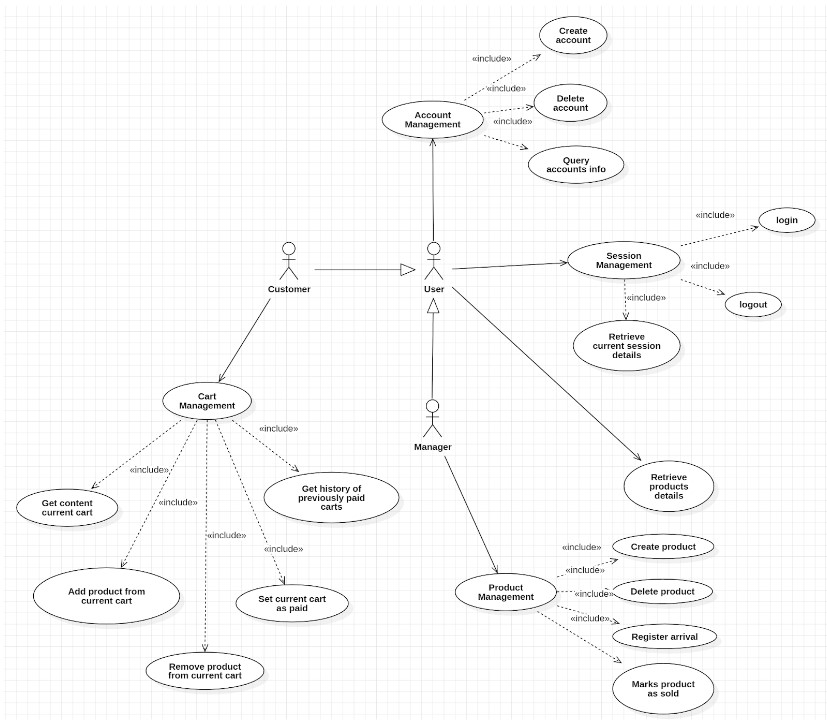 Create
account
«include»
«include»
Delete
account
Account
Management
«include»
Query
accounts info
«include»
login
Session
Management
«include»
Customer
User
«include»
logout
Retrieve
current session
details
Cart
Management
«include»
Manager
«include»
Retrieve
products
details
Get history of
previously paid
carts
Get content
current cart
«include»
«include»
«include»
«include»
Create product
«include»
Add product from
current cart
Product
Management
«include»
Delete product
Set current cart
as paid
«include»
Register arrival
Remove product
from current cart
Marks product
as sold